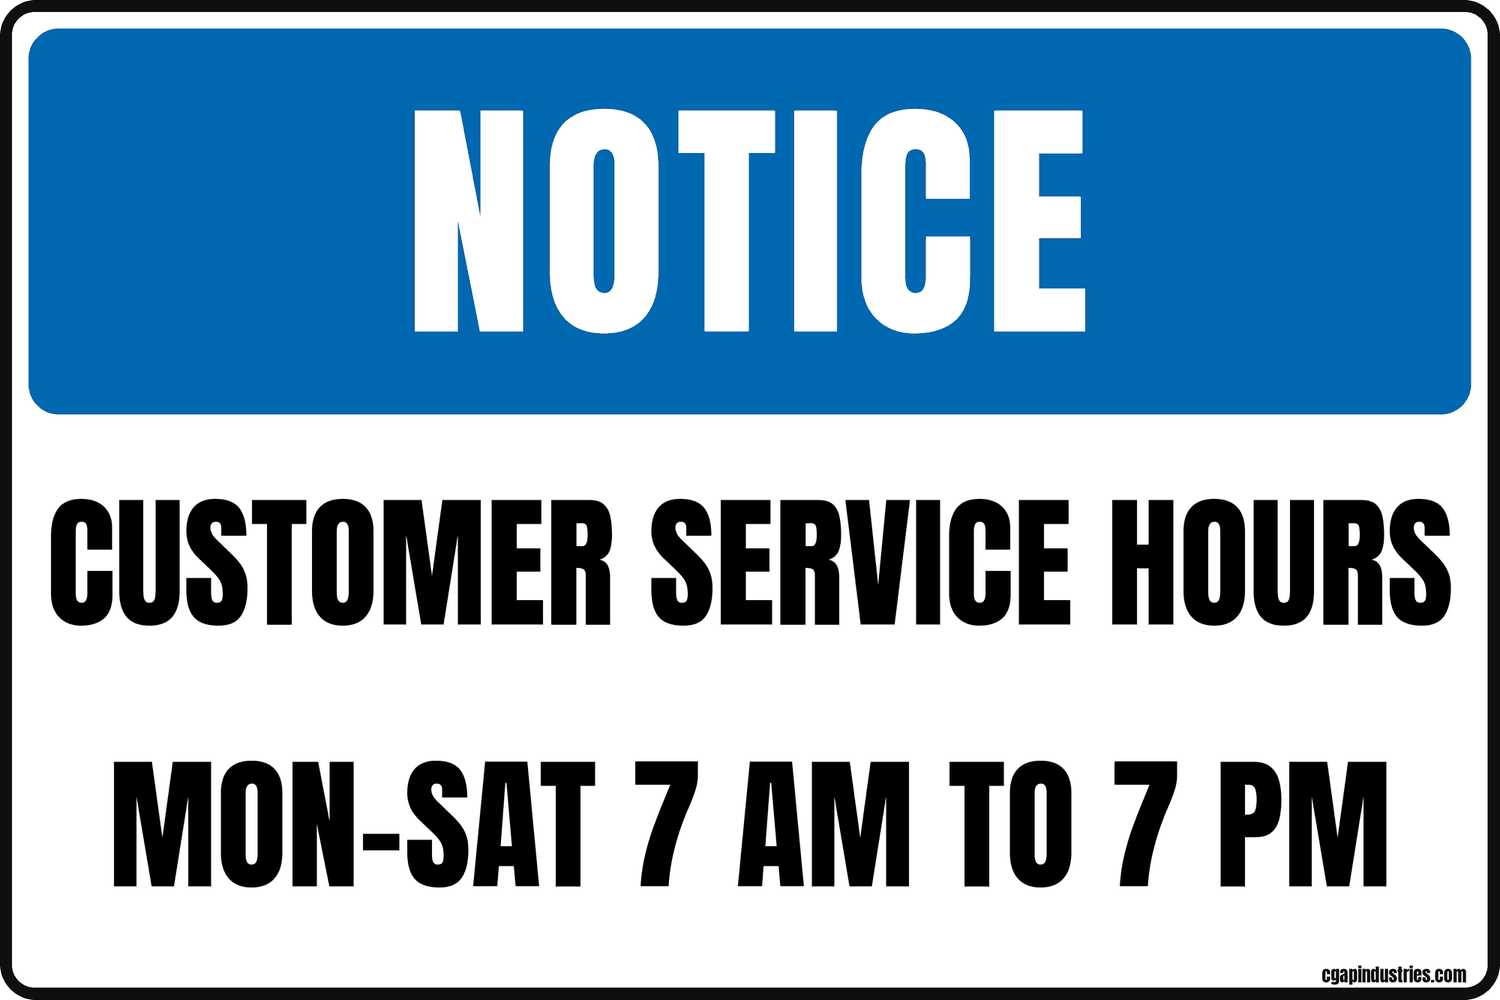 NOTICE
CUSTOMER SERVICE HOURS
MON-SAT 7 AM TO 7 PM
cgapindustries.com